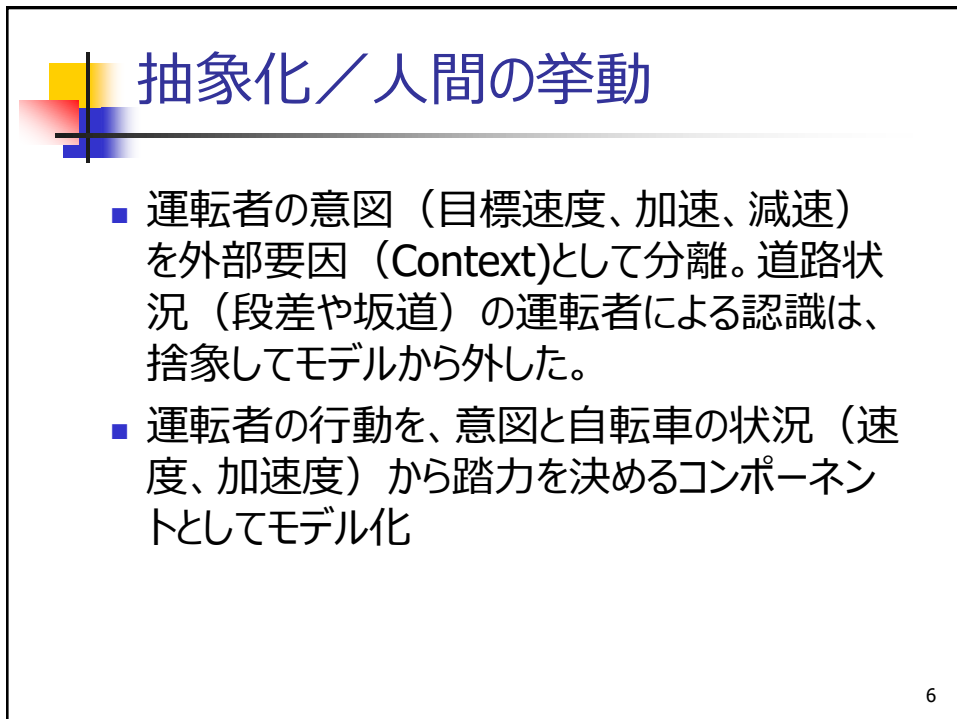 抽象化／人間の挙動
■ 運転者の意図（目標速度、加速、減速）
を外部要因（Context)として分離。道路状
況（段差や坂道）の運転者による認識は、
捨象してモデルから外した。
■ 運転者の行動を、意図と自転車の状況（速
度、加速度）から踏力を決めるコンポーネン
トとしてモデル化
6